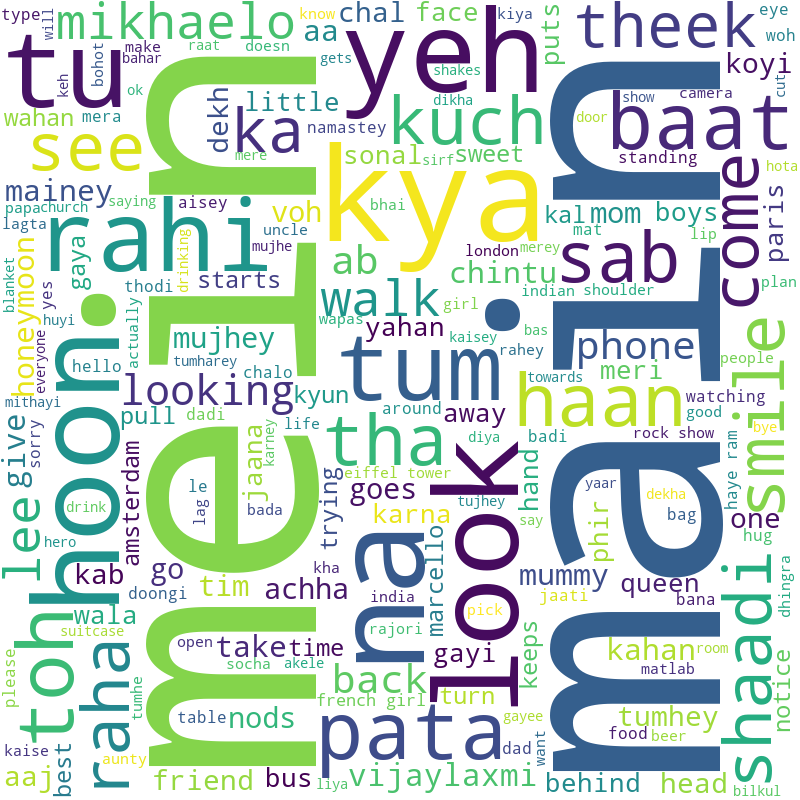 type
mikhaelo
know
chal
face
kiya
eye
will
raat
doesn
aa
puts
theek
woh
tu
make
bahar
gets
yeh
koyi
keh
bohot
ok
dekh
little
shakes
dikha
show
camera
cut
wahan
mera
ka
namastey
kuch
door
baat
see
mere
sonal
sirf
sweet
standing
hota
mainey
saying
aisey
voh
bhai
kya
main
kal
mom
boys
come
paris
papa
church
lagta
rahi
uncle
mujhe
drinking
london
merey
mat
lip
sab
blanket
honeymoon
gaya
thodi
starts
ab
chintu
indian
shoulder
plan
yes
huyi
everyone
actually
walk
girl
wapas
yahan
kaisey
bas
rahey
phone
people
smile
hello
mujhey
tumharey
chalo
tum
towards
meri
mithayi
looking
kyun
around
away
haan
watching
good
give
sorry
hoon
pull
dadi
life
tha
diya
badi
rock show
bye
lee
amsterdam
mein
jaana
karney
eiffel tower
look
hand
yaar
dekha
haye ram
drink
le
lag
bada
trying
goes
karna
tujhey
say
phir
bag
one
hug
hero
kab
go
doongi
tim
achha
kha
na
marcello
pick
mummy
jaati
queen
bana
dhingra
toh
wala
suitcase
raha
india
rajori
kahan
room
matlab
shaadi
open
take
time
gayi
keeps
notice
please
tumhe
socha
akele
back
turn
tumhey
table
nods
french girl
gayee
food
beer
kaise
best
aunty
pata
dad
want
aaj
friend
bus
liya
vijaylaxmi
behind
head
bilkul